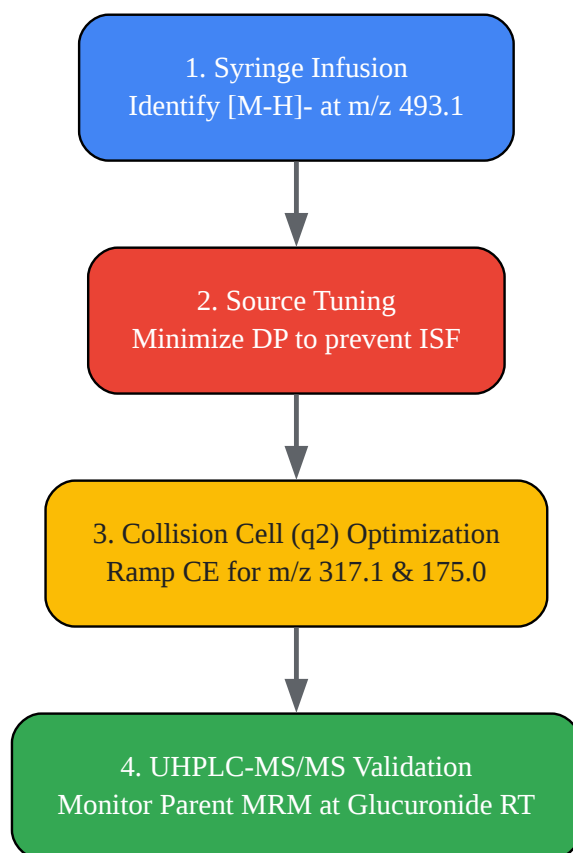 1. Syringe Infusion
Identify [M-H]- at m/z 493.1
2. Source Tuning
Minimize DP to prevent ISF
3. Collision Cell (q2) Optimization
Ramp CE for m/z 317.1 & 175.0
4. UHPLC-MS/MS Validation
Monitor Parent MRM at Glucuronide RT